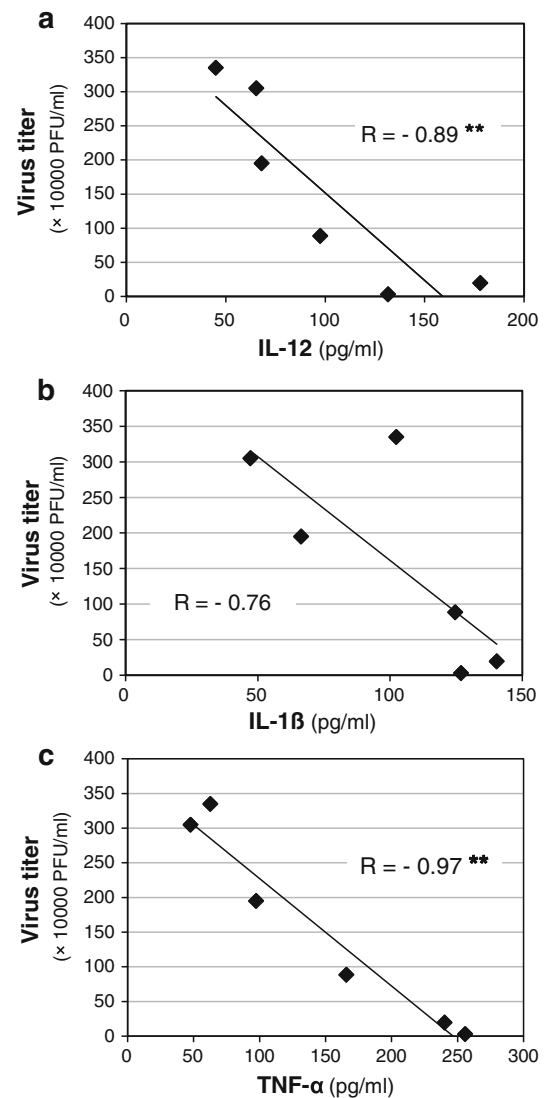 a
400
350
300
250
200
150
100
50
0
Virus titer
(× 10000 PFU/ml)
R = - 0.89 **
0 50 100 150 200
IL-12 (pg/ml)
b
400
350
300
250
200
150
100
50
0
Virus titer
(× 10000 PFU/ml)
R = - 0.76
0 50 100 150
IL-1ß (pg/ml)
c
400
350
300
250
200
150
100
50
0
Virus titer
(× 10000 PFU/ml)
R = - 0.97 **
0 50 100 150 200 250 300
TNF-α (pg/ml)